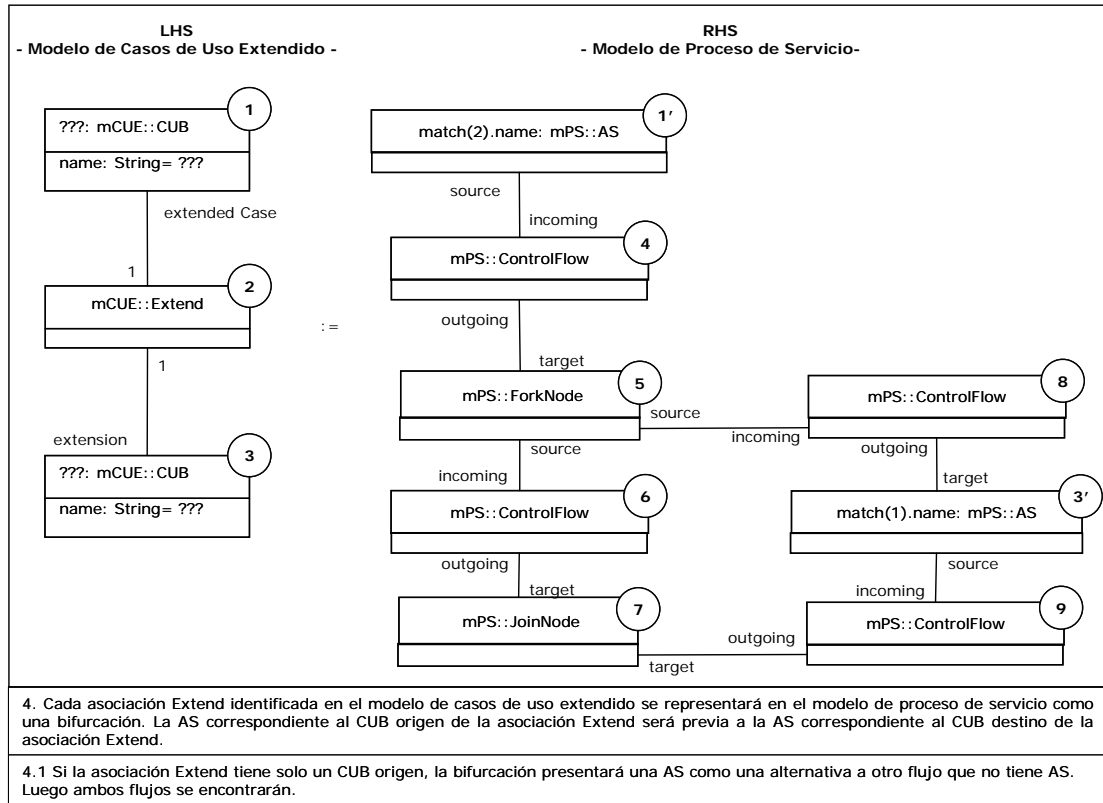 LHS
- Modelo de Casos de Uso Extendido -
RHS
- Modelo de Proceso de Servicio-
1
???: mCUE::CUB
name: String= ???
extended Case
1
2
mCUE::Extend
1
extension
3
???: mCUE::CUB
name: String= ???
:=
1'
match(2).name: mPS::AS
source
incoming
4
mPS::ControlFlow
outgoing
target
5
mPS::ForkNode
source
incoming
8
mPS::ControlFlow
source
incoming
outgoing
target
6
mPS::ControlFlow
3'
match(1).name: mPS::AS
outgoing
target
source
incoming
7
mPS::JoinNode
9
mPS::ControlFlow
outgoing
target
4. Cada asociación Extend identificada en el modelo de casos de uso extendido se representará en el modelo de proceso de servicio como
una bifurcación. La AS correspondiente al CUB origen de la asociación Extend será previa a la AS correspondiente al CUB destino de la
asociación Extend.
4.1 Si la asociación Extend tiene solo un CUB origen, la bifurcación presentará una AS como una alternativa a otro flujo que no tiene AS.
Luego ambos flujos se encontrarán.